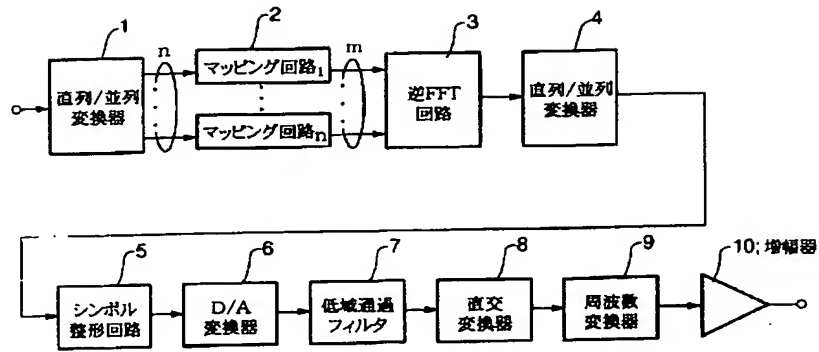 1
直列/並列
変換器
n
2
マッピング回路1
マッピング回路n
m
3
逆FFT
回路
4
直列/並列
変換器
5
シンボル
整形回路
6
D/A
変換器
7
低域通過
フィルタ
8
直交
変換器
9
周波数
変換器
10;増幅器